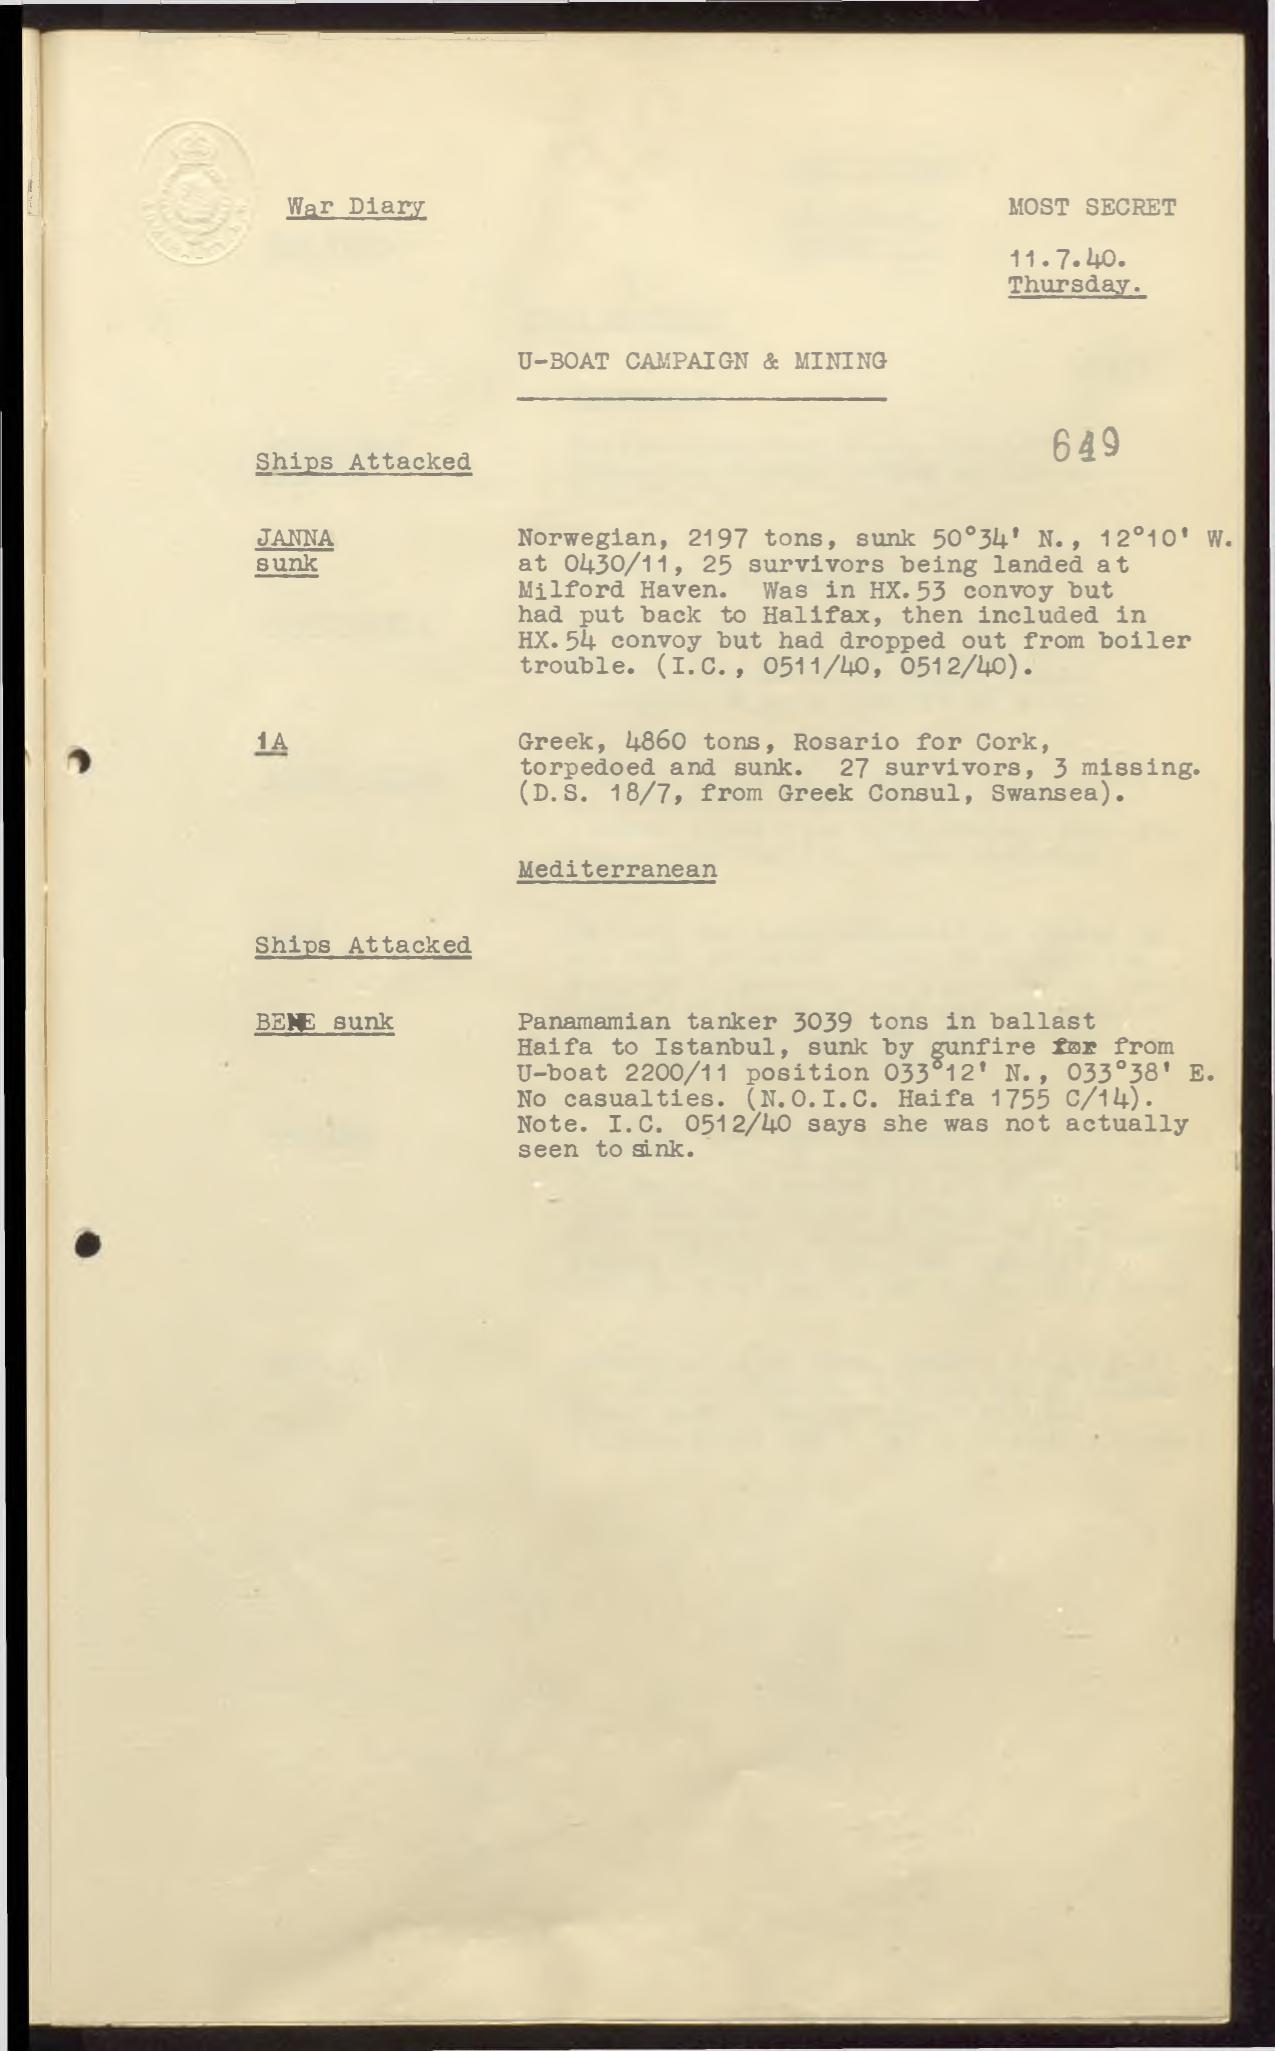 War Diary
MOST SECRET
11.7.40.
Thursday.
U-BOAT CAMPAIGN & MINING
649
Ships Attacked
JANNA
sunk
Norwegian, 2197 tons, sunk 50°34' N., 12°10' W.
at 0430/11, 25 survivors being landed at
Milford Haven. Was in HX.53 convoy but
had put back to Halifax, then included in
HX.54 convoy but had dropped out from boiler
trouble. (I.C., 0511/40, 0512/40).
1A
Greek, 4860 tons, Rosario for Cork,
torpedoed and sunk. 27 survivors, 3 missing.
(D.S. 18/7, from Greek Consul, Swansea).
Mediterranean
Ships Attacked
BEME sunk
Panamamian tanker 3039 tons in ballast
Haifa to Istanbul, sunk by gunfire for from
U-boat 2200/11 position 033°12' N., 033°38' E.
No casualties. (N.O.I.C. Haifa 1755 C/14).
Note. I.C. 0512/40 says she was not actually
seen to sink.